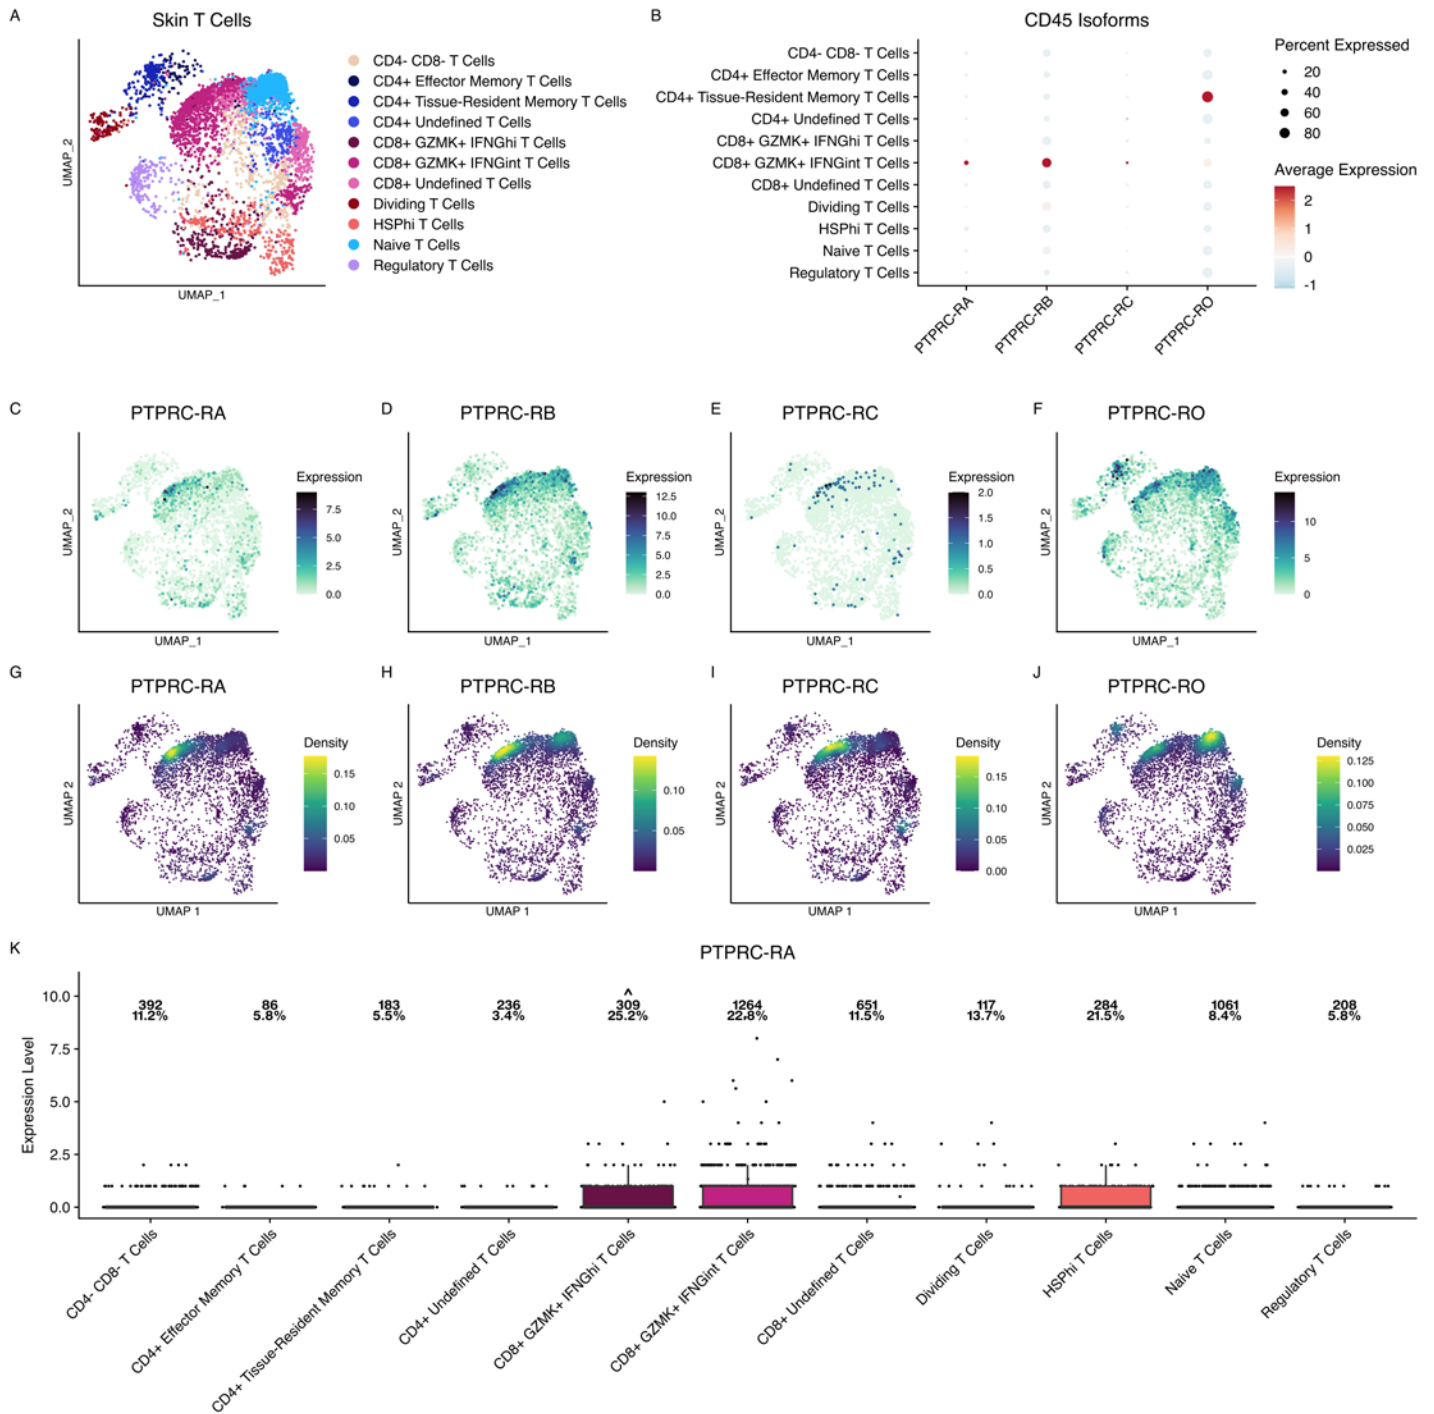 A
Skin T Cells
UMAP_2
UMAP_1
CD4- CD8- T Cells
CD4+ Effector Memory T Cells
CD4+ Tissue-Resident Memory T Cells
CD4+ Undefined T Cells
CD8+ GZMK+ IFNGhi T Cells
CD8+ GZMK+ IFNGint T Cells
CD8+ Undefined T Cells
Dividing T Cells
HSPhi T Cells
Naive T Cells
Regulatory T Cells
B
CD45 Isoforms
CD4- CD8- T Cells
CD4+ Effector Memory T Cells
CD4+ Tissue-Resident Memory T Cells
CD4+ Undefined T Cells
CD8+ GZMK+ IFNGhi T Cells
CD8+ GZMK+ IFNGint T Cells
CD8+ Undefined T Cells
Dividing T Cells
HSPhi T Cells
Naive T Cells
Regulatory T Cells
PTPRC-RA
PTPRC-RB
PTPRC-RC
PTPRC-RO
Percent Expressed
20
40
60
80
Average Expression
2
1
0
-1
C
PTPRC-RA
UMAP_2
UMAP_1
Expression
7.5
5.0
2.5
0.0
D
PTPRC-RB
UMAP_2
UMAP_1
Expression
12.5
10.0
7.5
5.0
2.5
0.0
E
PTPRC-RC
UMAP_2
UMAP_1
Expression
2.0
1.5
1.0
0.5
0.0
F
PTPRC-RO
UMAP_2
UMAP_1
Expression
10
5
0
G
PTPRC-RA
UMAP 2
UMAP 1
Density
0.15
0.10
0.05
H
PTPRC-RB
UMAP 2
UMAP 1
Density
0.10
0.05
I
PTPRC-RC
UMAP 2
UMAP 1
Density
0.15
0.10
0.05
0.00
J
PTPRC-RO
UMAP 2
UMAP 1
Density
0.125
0.100
0.075
0.050
0.025
K
PTPRC-RA
Expression Level
10.0
7.5
5.0
2.5
0.0
^
392 86 183 236 309 1264 651 117 284 1061 208
11.2% 5.8% 5.5% 3.4% 25.2% 22.8% 11.5% 13.7% 21.5% 8.4% 5.8%
CD4- CD8- T Cells
CD4+ Effector Memory T Cells
CD4+ Tissue-Resident Memory T Cells
CD4+ Undefined T Cells
CD8+ GZMK+ IFNGhi T Cells
CD8+ GZMK+ IFNGint T Cells
CD8+ Undefined T Cells
Dividing T Cells
HSPhi T Cells
Naive T Cells
Regulatory T Cells